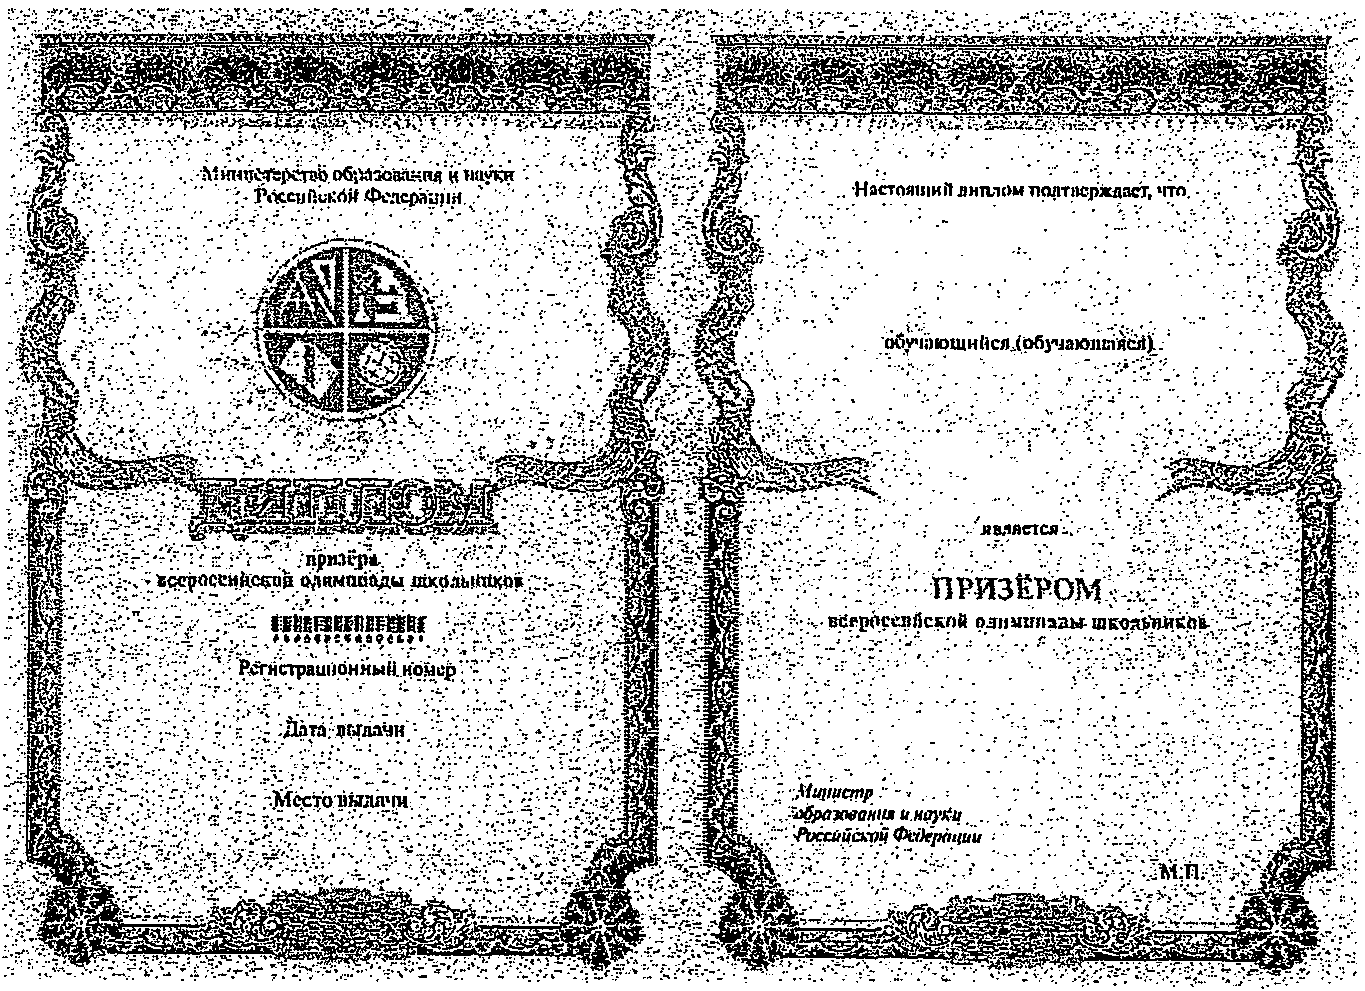 Министерство образования и науки
Российской Федерации
ДИПЛОМ
призёра
всероссийской олимпиады школьников
Регистрационный номер
Дата выдачи
Место выдачи
Настоящий диплом подтверждает, что
обучающийся (обучающаяся)
является
ПРИЗЁРОМ
всероссийской олимпиады школьников
Министр
образования и науки
Российской Федерации
М.П.